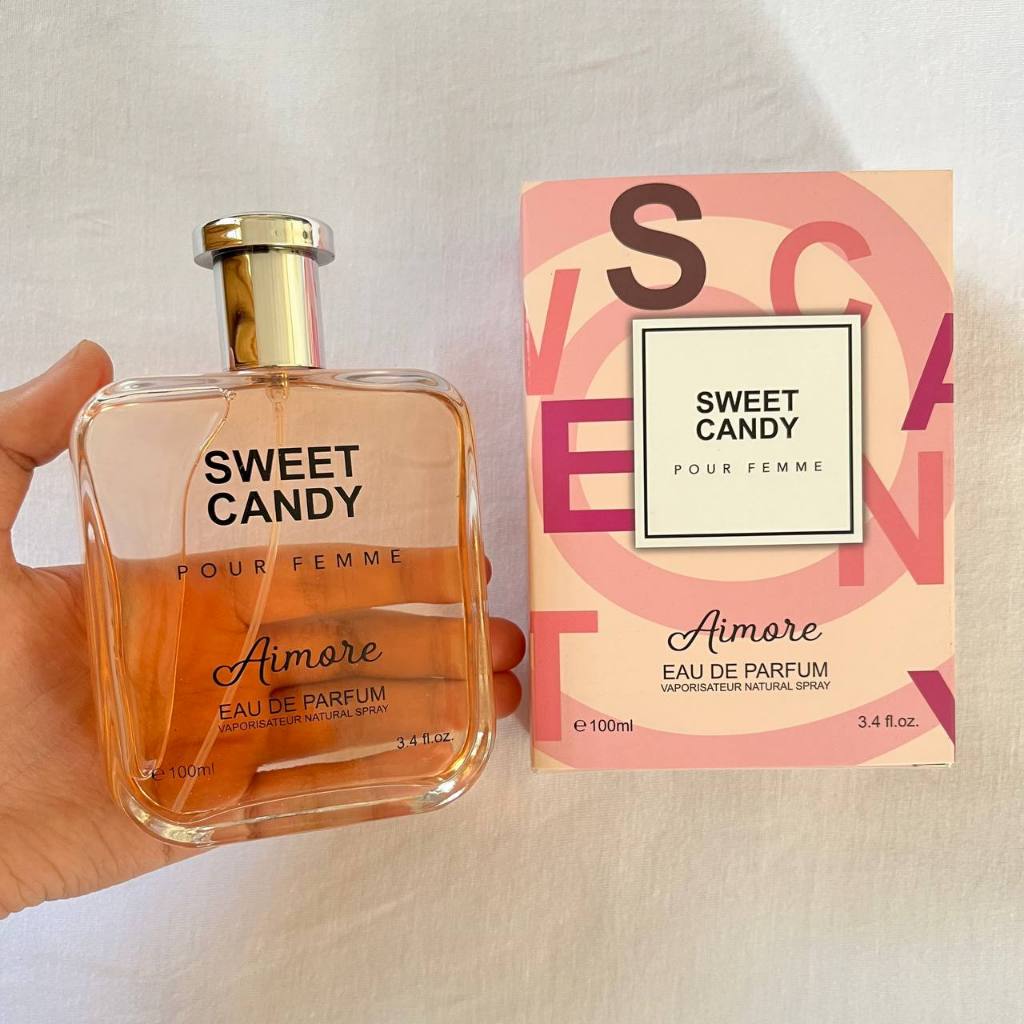 SWEET
CANDY
POUR FEMME
Aimore
EAU DE PARFUM
VAPORISATEUR NATURAL SPRAY
3.4 fl.oz.
℮ 100ml
S
W
E
E
T
C
A
N
D
Y
SWEET
CANDY
POUR FEMME
Aimore
EAU DE PARFUM
VAPORISATEUR NATURAL SPRAY
℮ 100ml
3.4 fl.oz.